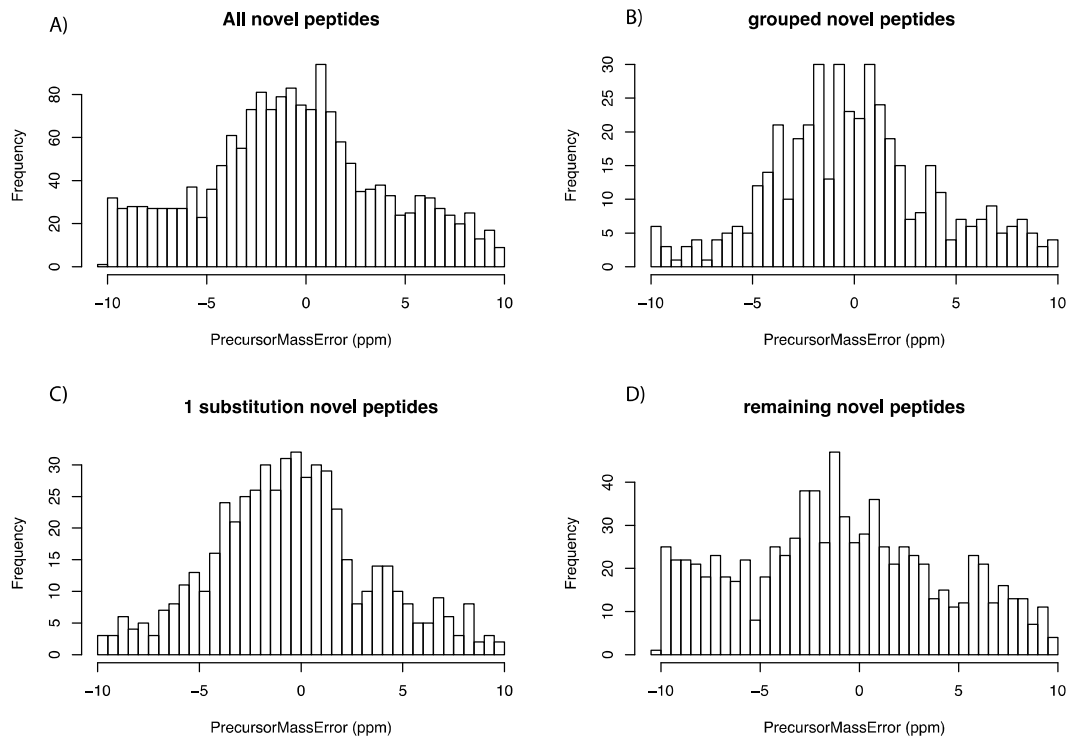 A)
All novel peptides
Frequency
0 20 40 60 80
−10 −5 0 5 10
PrecursorMassError (ppm)
B)
grouped novel peptides
Frequency
0 5 10 15 20 25 30
−10 −5 0 5 10
PrecursorMassError (ppm)
C)
1 substitution novel peptides
Frequency
0 5 10 15 20 25 30
−10 −5 0 5 10
PrecursorMassError (ppm)
D)
remaining novel peptides
Frequency
0 10 20 30 40
−10 −5 0 5 10
PrecursorMassError (ppm)